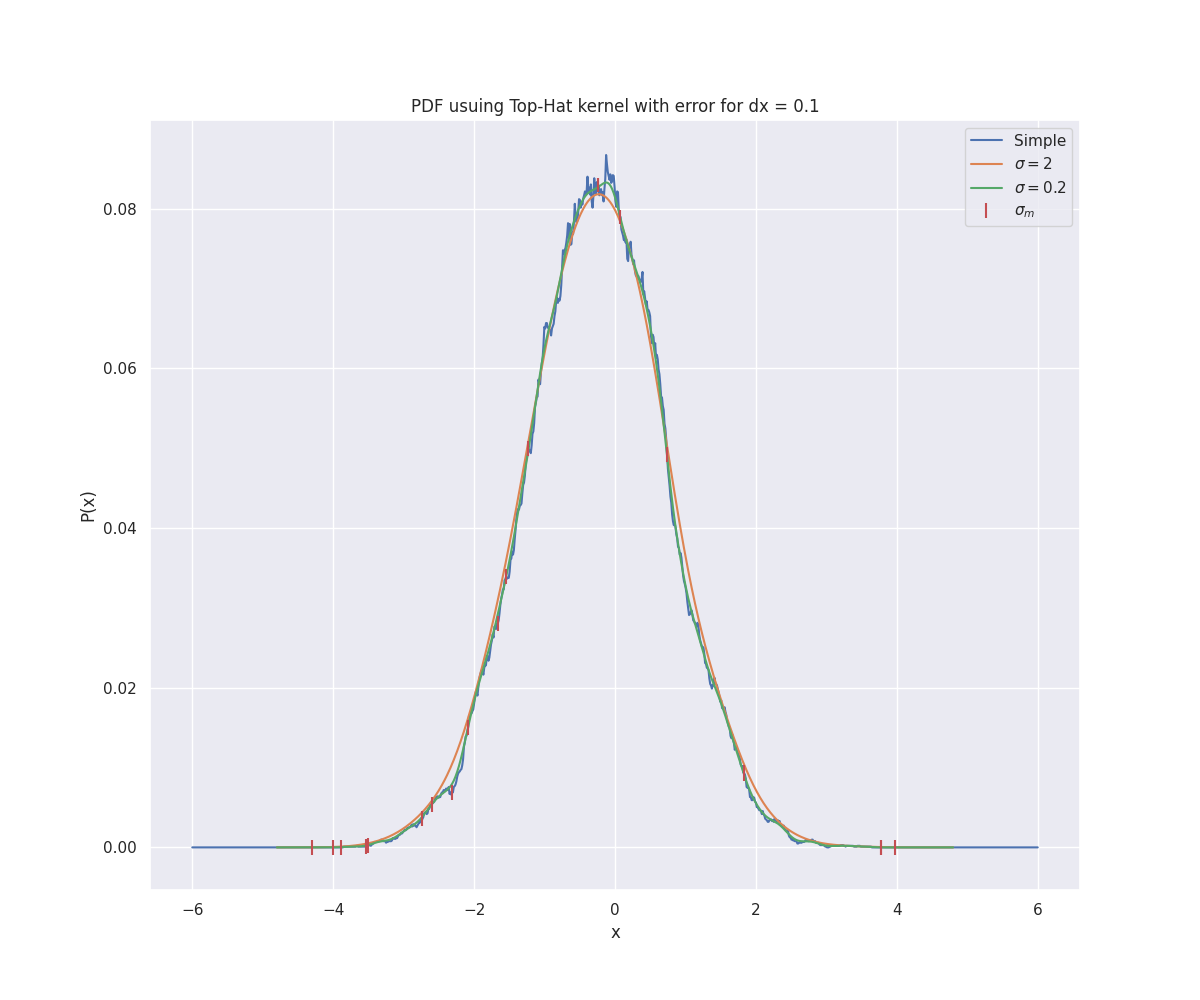 PDF usuing Top-Hat kernel with error for dx = 0.1
Simple
σ = 2
σ = 0.2
σm
0.08
0.06
0.04
0.02
0.00
P(x)
−6 −4 −2 0 2 4 6
x